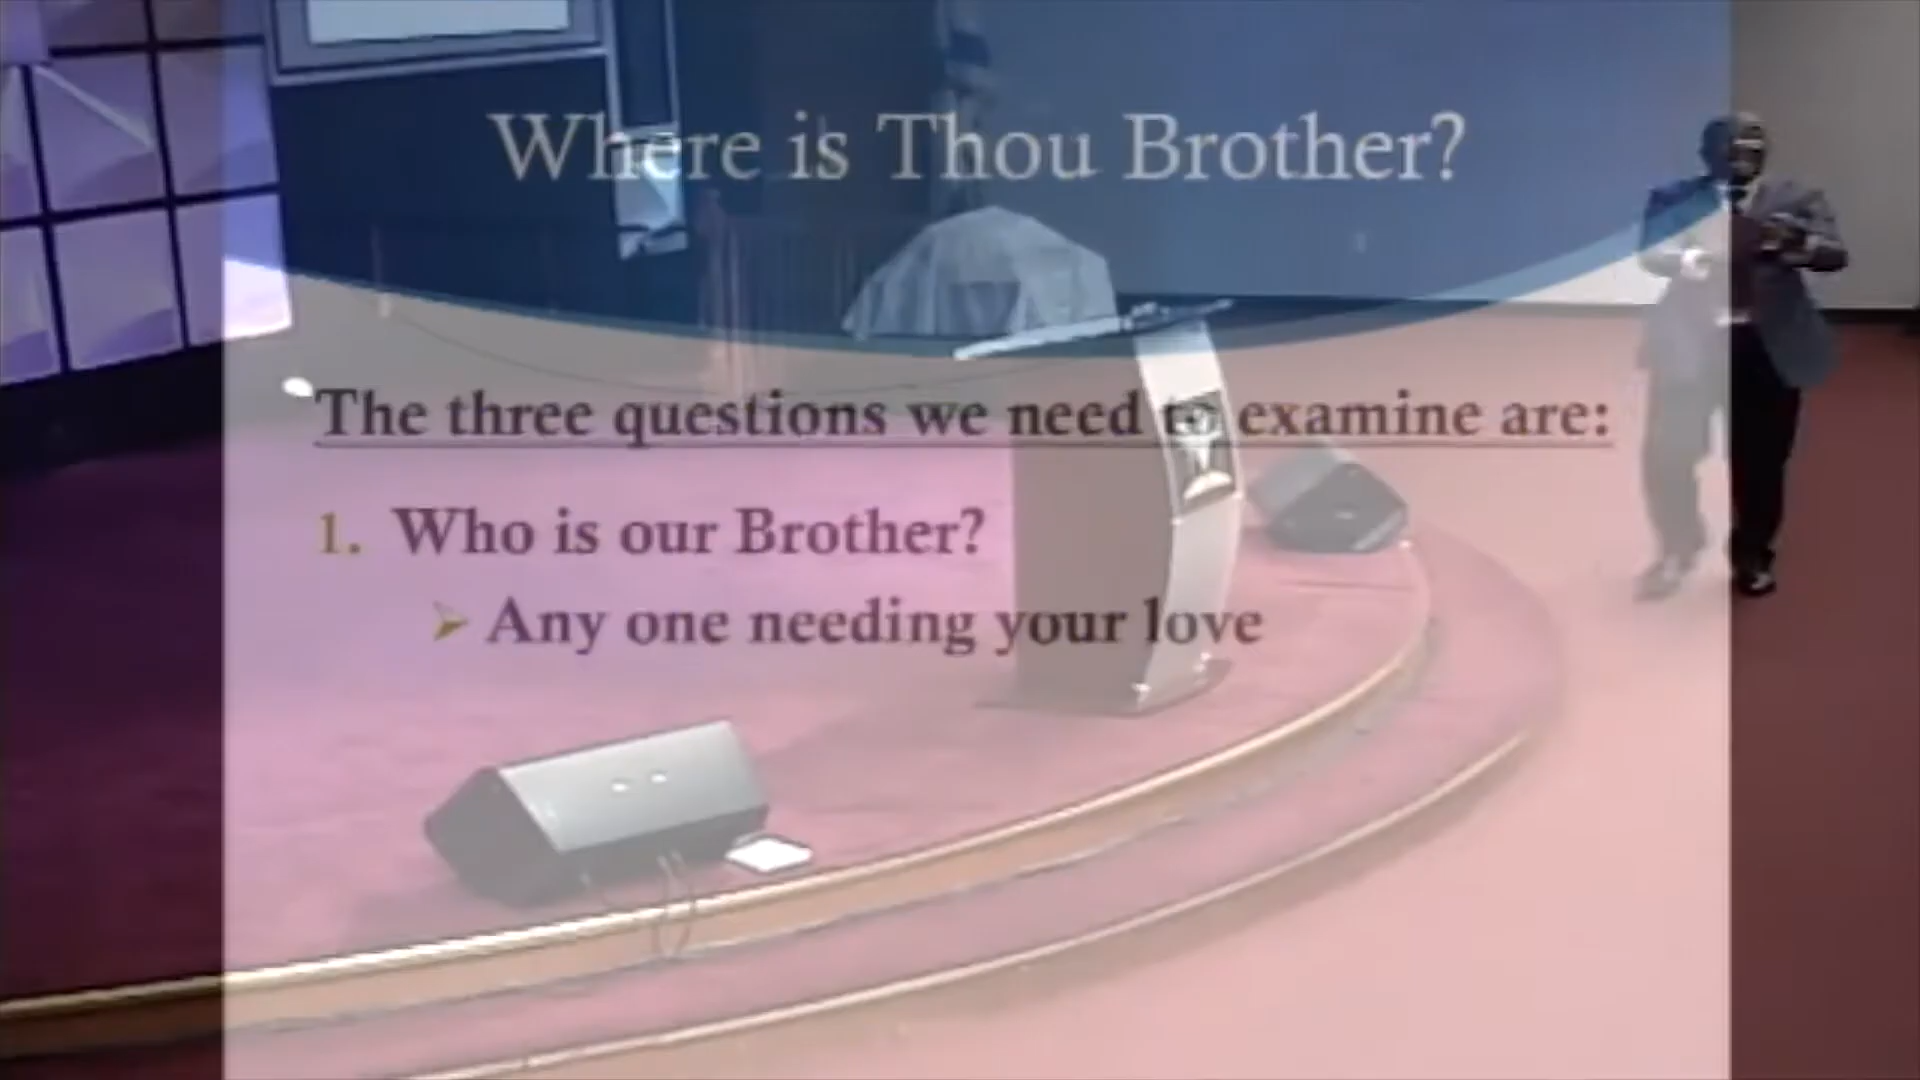 Where is Thou Brother?
The three questions we need to examine are:
1. Who is our Brother?
➢ Any one needing your love